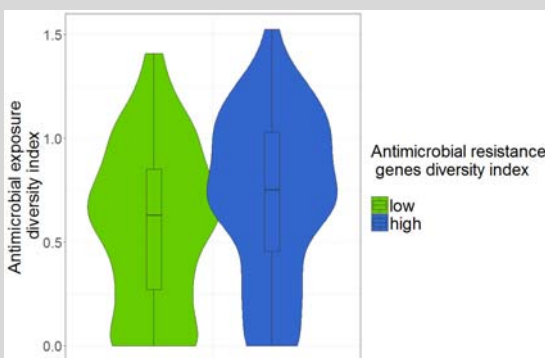 Antimicrobial exposure
diversity index
1.5
1.0
0.5
0.0
Antimicrobial resistance
genes diversity index
low
high